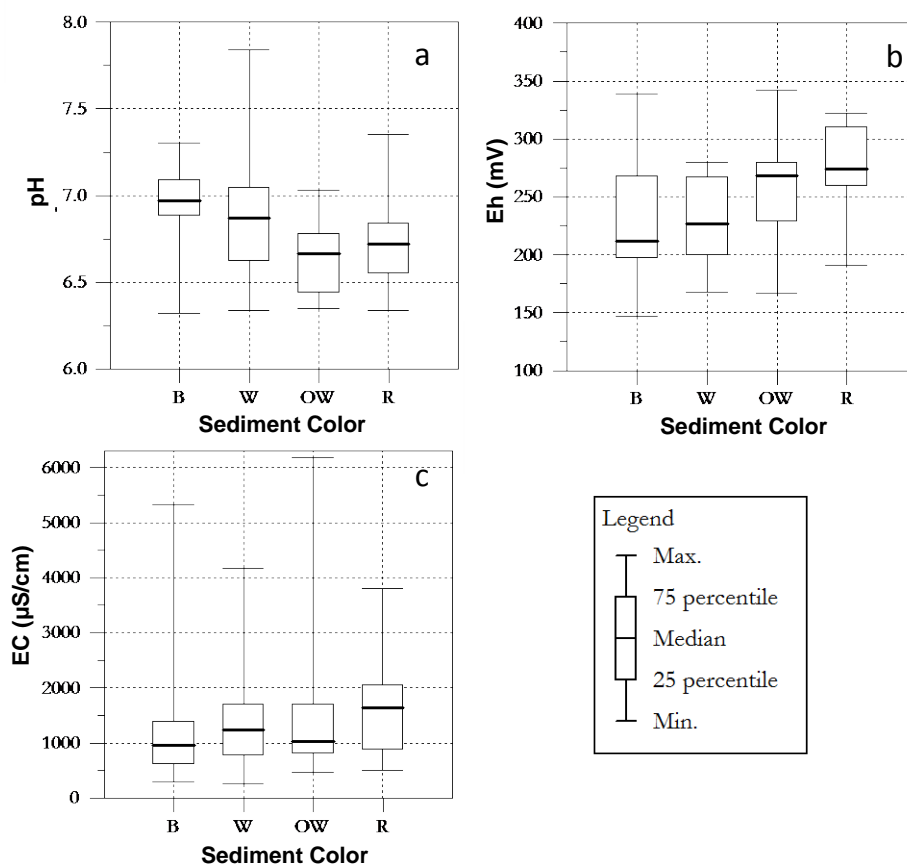 a
8.0
7.5
7.0
6.5
6.0
pH
B W OW R
Sediment Color
b
400
350
300
250
200
150
100
Eh (mV)
B W OW R
Sediment Color
c
6000
5000
4000
3000
2000
1000
0
EC (µS/cm)
B W OW R
Sediment Color
Legend
Max.
75 percentile
Median
25 percentile
Min.